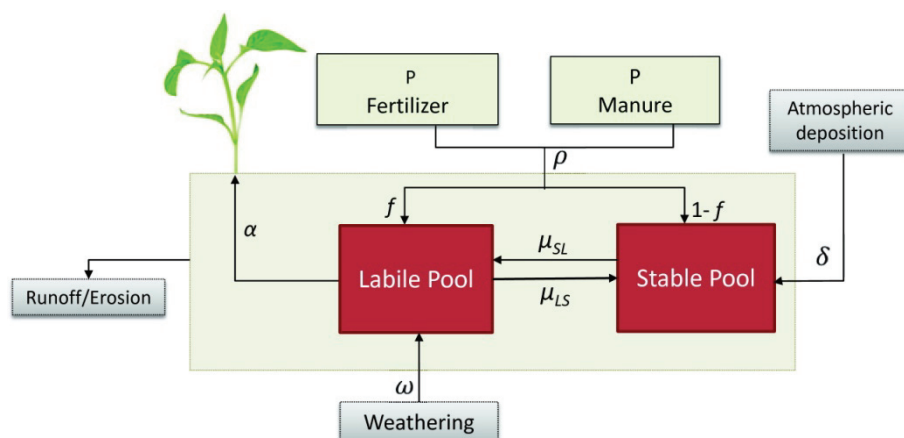 P
Fertilizer
P
Manure
Atmospheric
deposition
ρ
f
1- f
α
μSL
δ
Labile Pool
Stable Pool
μLS
Runoff/Erosion
ω
Weathering